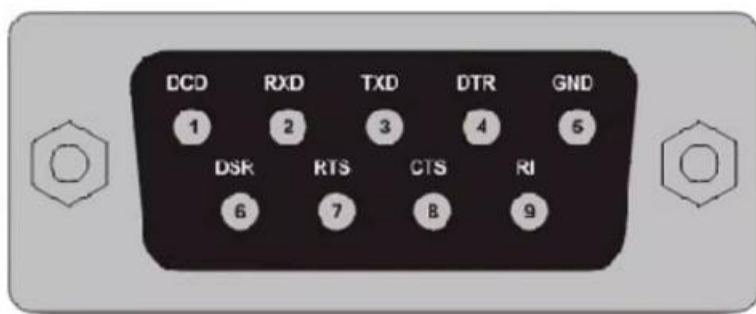 DCD RXD TXD DTR GND
1 2 3 4 5
DSR RTS CTS RI
6 7 8 9